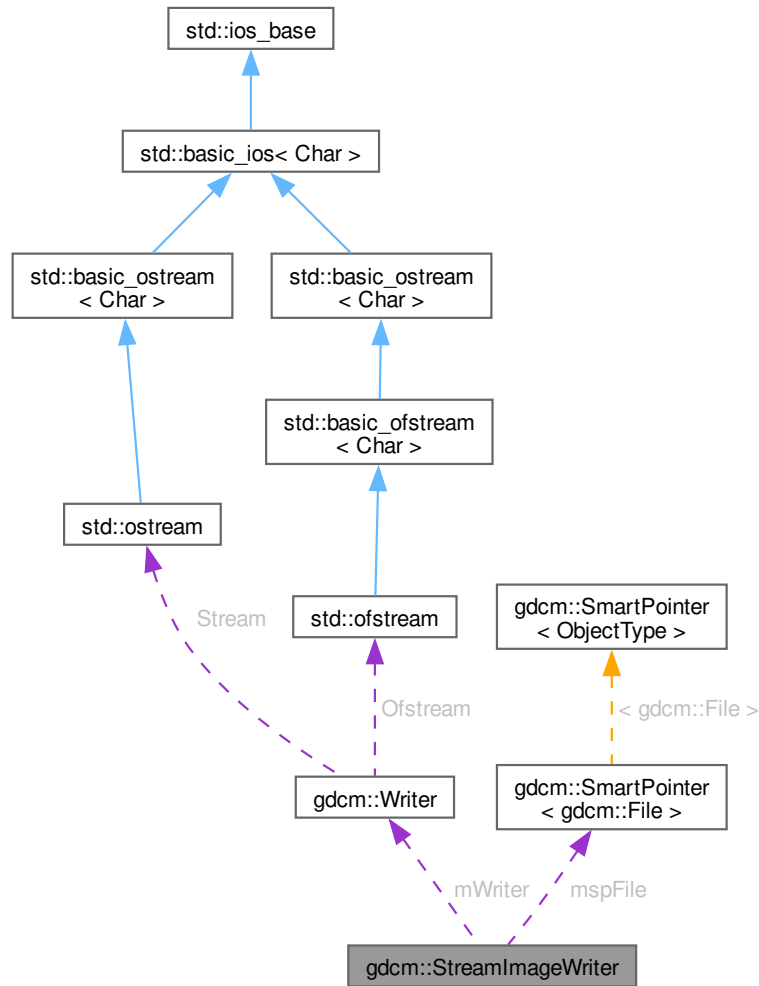 std::ios_base
std::basic_ios< Char >
std::basic_ostream
< Char >
std::basic_ostream
< Char >
std::basic_ofstream
< Char >
std::ostream
std::ofstream
gdcm::SmartPointer
< ObjectType >
Stream
Ofstream
< gdcm::File >
gdcm::Writer
gdcm::SmartPointer
< gdcm::File >
mWriter
mspFile
gdcm::StreamImageWriter